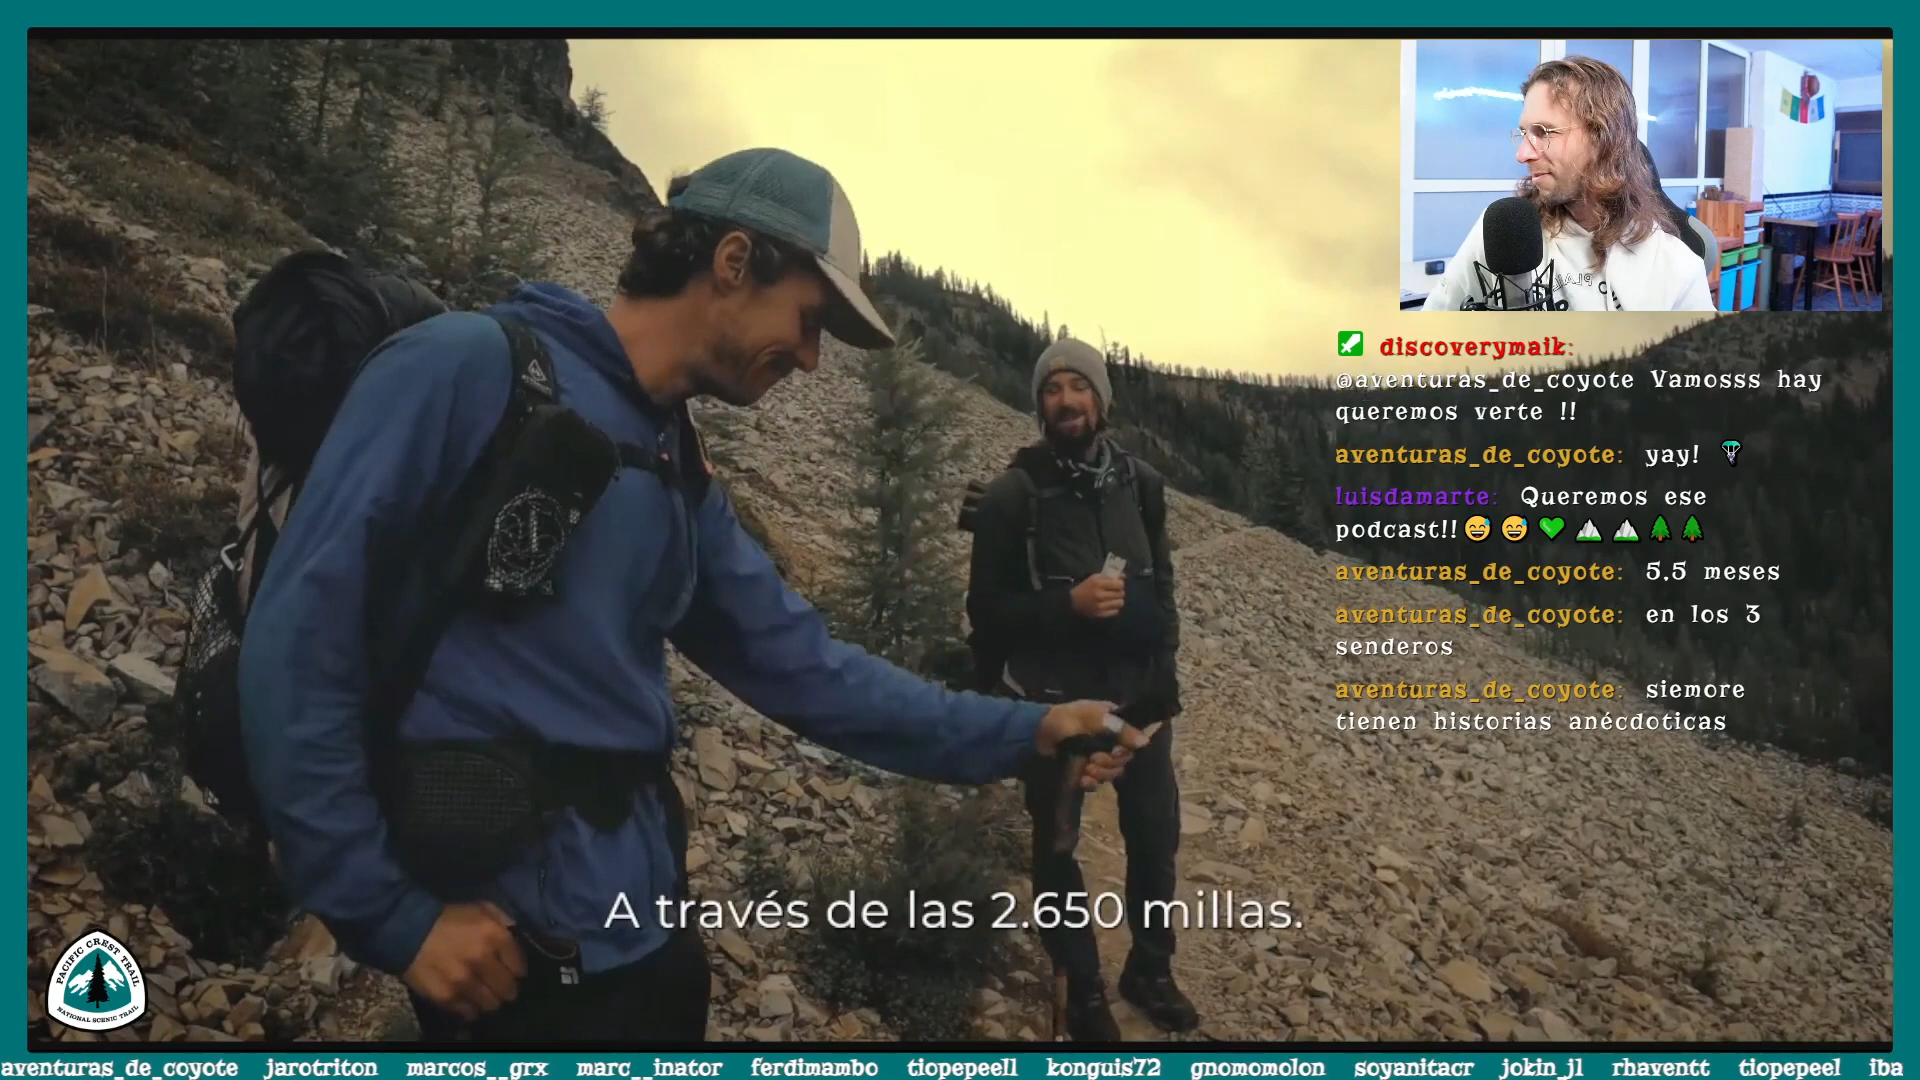 discoverymaik:
@aventuras_de_coyote Vamosss hay
queremos verte !!
aventuras_de_coyote: yay!
luisdamarte: Queremos ese
podcast!!
aventuras_de_coyote: 5.5 meses
aventuras_de_coyote: en los 3
senderos
aventuras_de_coyote: siemore
tienen historias anécdoticas
A través de las 2.650 millas.
PACIFIC CREST TRAIL
NATIONAL SCENIC TRAIL
aventuras_de_coyote jarotriton marcos__grx marc__inator ferdimambo tiopepeell konguis72 gnomomolon soyanitacr jokin_jl rhaventt tiopepeel iba